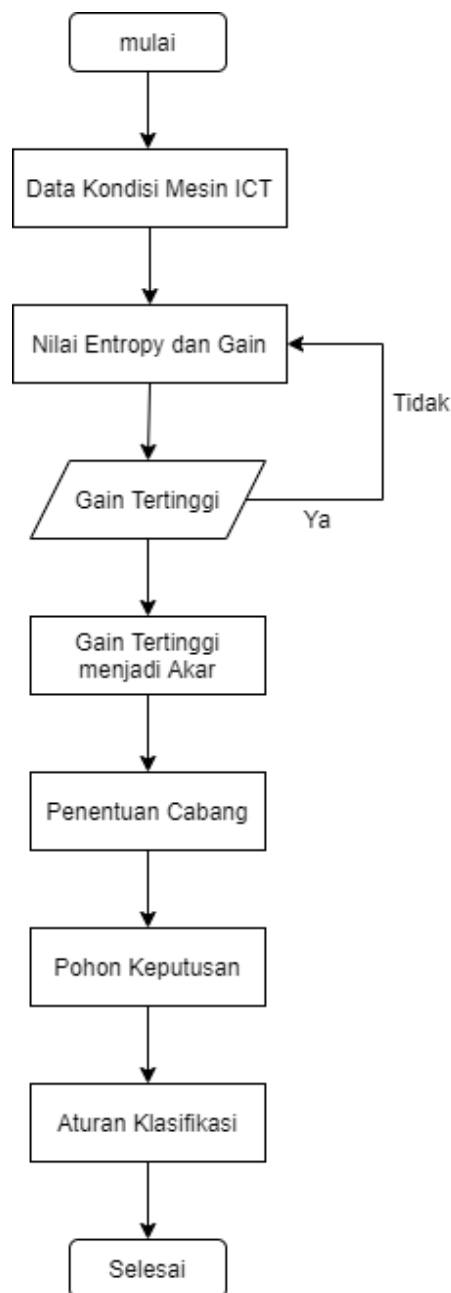 mulai
Data Kondisi Mesin ICT
Nilai Entropy dan Gain
Tidak
Gain Tertinggi
Ya
Gain Tertinggi
menjadi Akar
Penentuan Cabang
Pohon Keputusan
Aturan Klasifikasi
Selesai